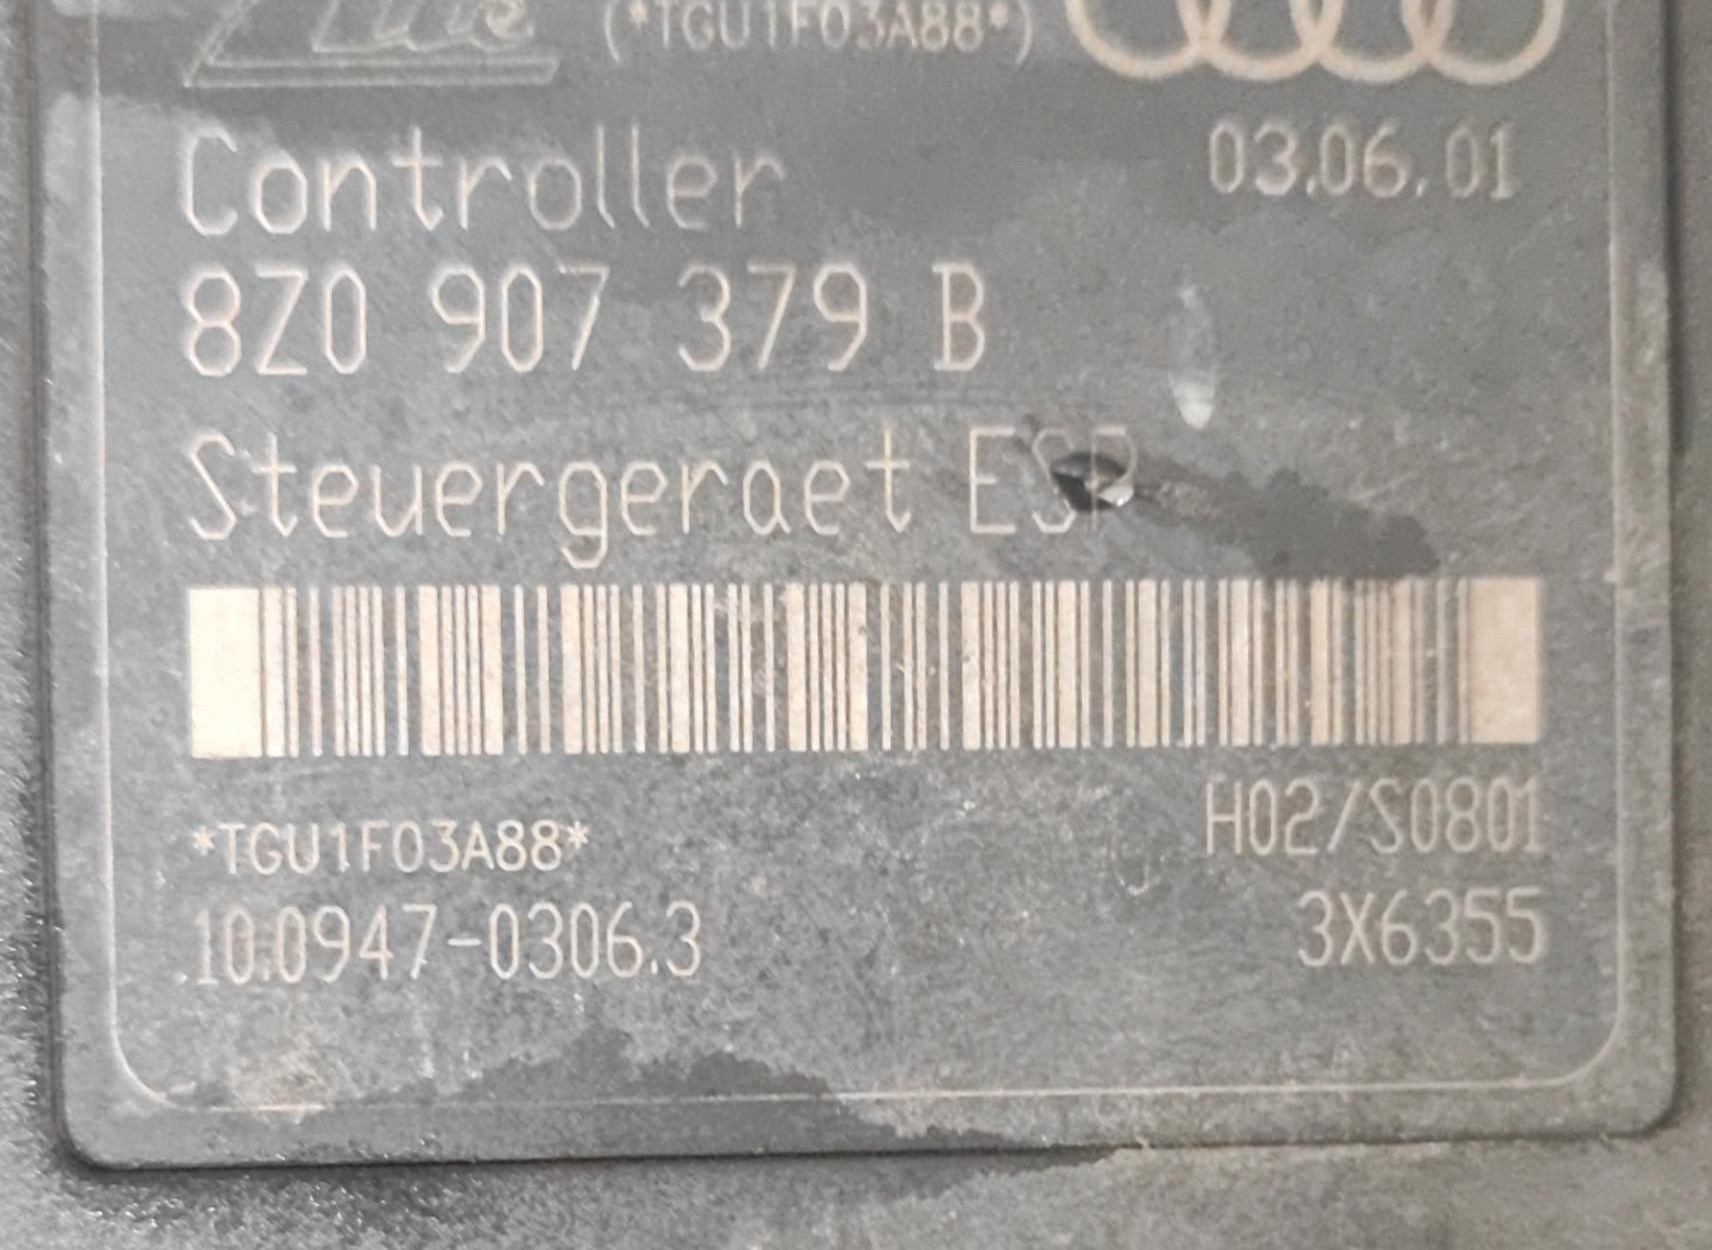 (*TGU1F03A88*)
Controller 03.06.01
8Z0 907 379 B
Steuergeraet ESP
*TGU1F03A88* H02/S0801
10.0947-0306.3 3X6355